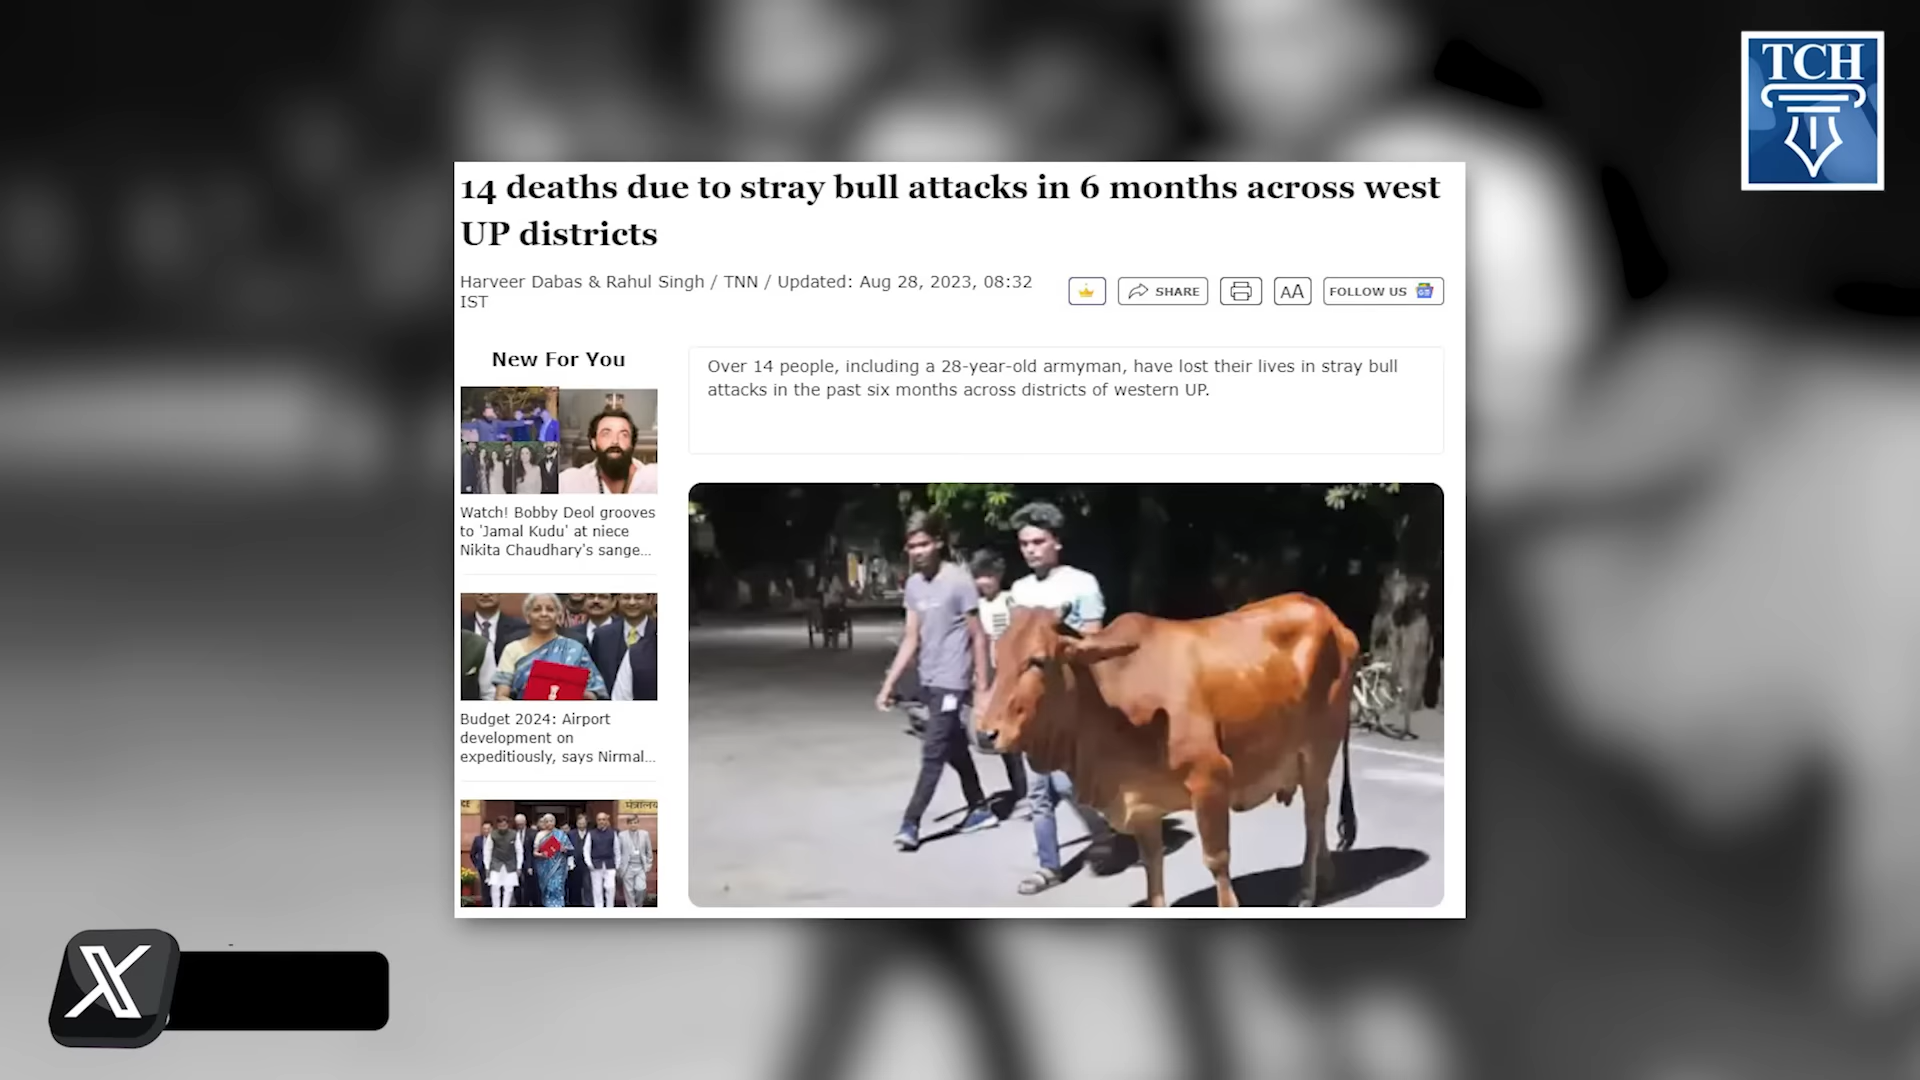 TCH
14 deaths due to stray bull attacks in 6 months across west
UP districts
Harveer Dabas & Rahul Singh / TNN / Updated: Aug 28, 2023, 08:32
IST
SHARE
AA
FOLLOW US
New For You
Over 14 people, including a 28-year-old armyman, have lost their lives in stray bull
attacks in the past six months across districts of western UP.
Watch! Bobby Deol grooves
to 'Jamal Kudu' at niece
Nikita Chaudhary's sange...
Budget 2024: Airport
development on
expeditiously, says Nirmal...
मंत्रालय
X